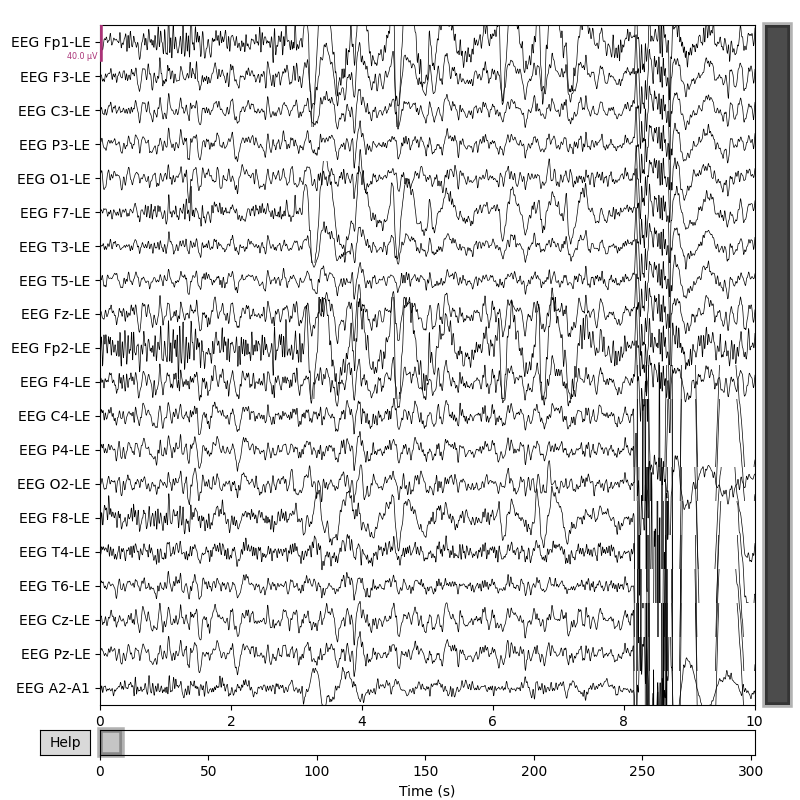 EEG Fp1-LE
40.0 µV
EEG F3-LE
EEG C3-LE
EEG P3-LE
EEG O1-LE
EEG F7-LE
EEG T3-LE
EEG T5-LE
EEG Fz-LE
EEG Fp2-LE
EEG F4-LE
EEG C4-LE
EEG P4-LE
EEG O2-LE
EEG F8-LE
EEG T4-LE
EEG T6-LE
EEG Cz-LE
EEG Pz-LE
EEG A2-A1
0 2 4 6 8 10
Help
0 50 100 150 200 250 300
Time (s)